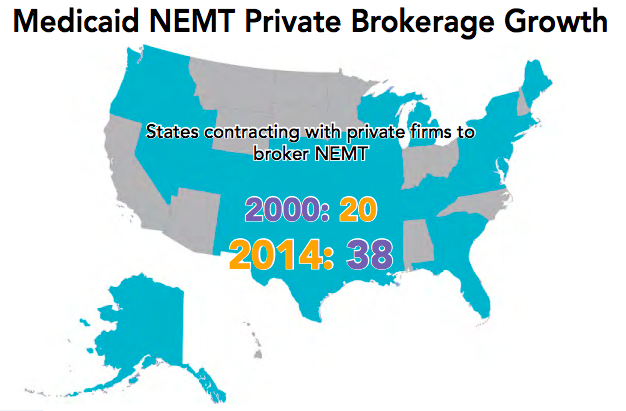 Medicaid NEMT Private Brokerage Growth
States contracting with private firms to
broker NEMT
2000: 20
2014: 38